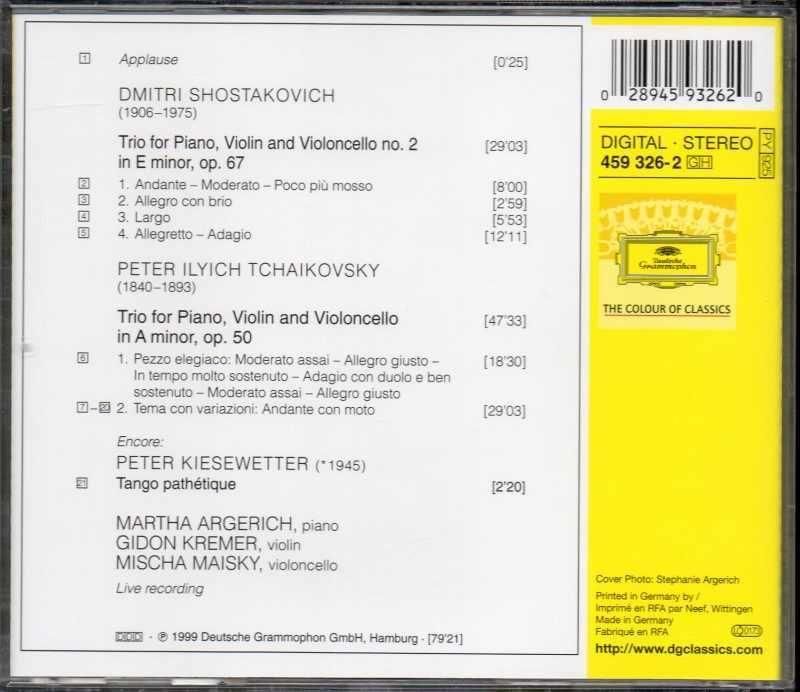 1 Applause [0'25]
DMITRI SHOSTAKOVICH
(1906–1975)
Trio for Piano, Violin and Violoncello no. 2 [29'03]
in E minor, op. 67
2 1. Andante – Moderato – Poco più mosso [8'00]
3 2. Allegro con brio [2'59]
4 3. Largo [5'53]
5 4. Allegretto – Adagio [12'11]
PETER ILYICH TCHAIKOVSKY
(1840–1893)
Trio for Piano, Violin and Violoncello [47'33]
in A minor, op. 50
6 1. Pezzo elegiaco: Moderato assai – Allegro giusto – [18'30]
In tempo molto sostenuto – Adagio con duolo e ben
sostenuto – Moderato assai – Allegro giusto
7–20 2. Tema con variazioni: Andante con moto [29'03]
Encore:
PETER KIESEWETTER (*1945)
21 Tango pathétique [2'20]
MARTHA ARGERICH, piano
GIDON KREMER, violin
MISCHA MAISKY, violoncello
Live recording
DDD · ℗ 1999 Deutsche Grammophon GmbH, Hamburg · [79'21]
0 28945 93262 0
DIGITAL · STEREO
459 326-2 GH
PY 925
Deutsche
Grammophon
THE COLOUR OF CLASSICS
Cover Photo: Stephanie Argerich
Printed in Germany by /
Imprimé en RFA par Neef, Wittingen
Made in Germany
Fabriqué en RFA
LC 0173
http://www.dgclassics.com